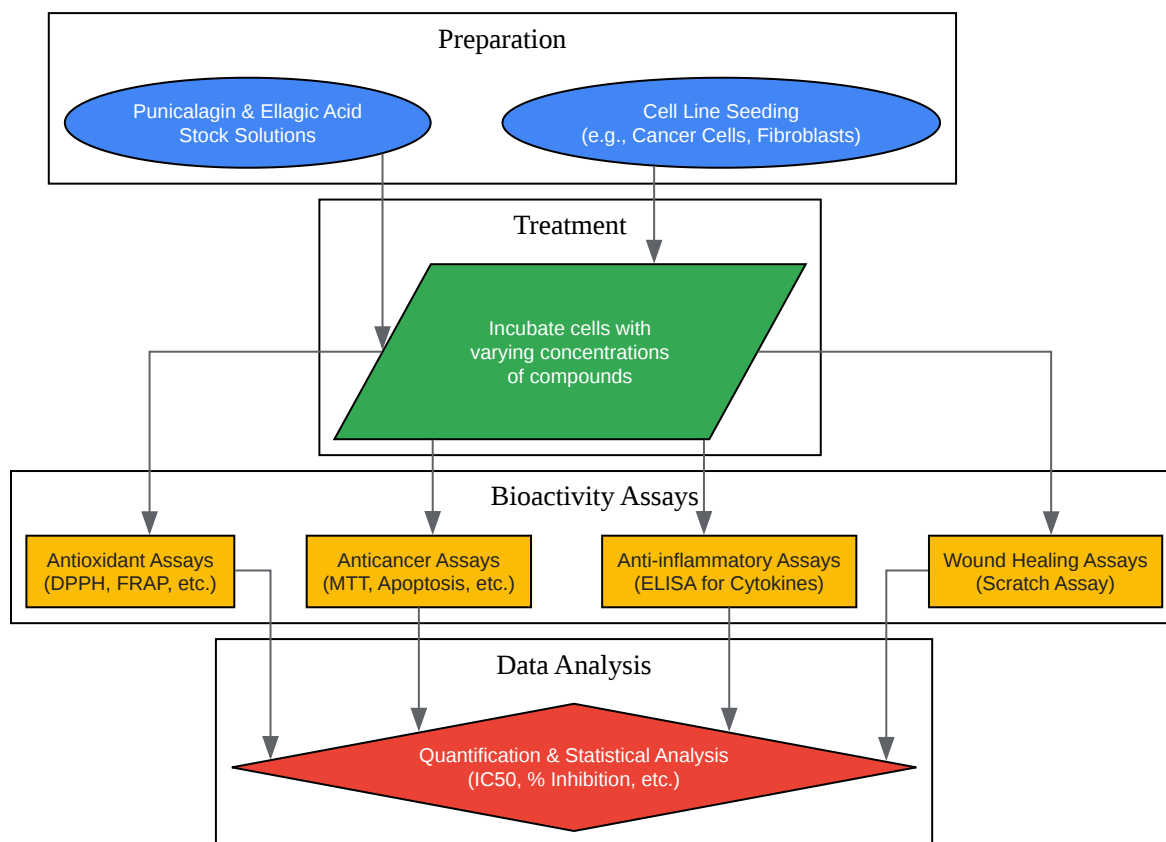 Preparation
Punicalagin & Ellagic Acid
Stock Solutions
Cell Line Seeding
(e.g., Cancer Cells, Fibroblasts)
Treatment
Incubate cells with
varying concentrations
of compounds
Bioactivity Assays
Antioxidant Assays
(DPPH, FRAP, etc.)
Anticancer Assays
(MTT, Apoptosis, etc.)
Anti-inflammatory Assays
(ELISA for Cytokines)
Wound Healing Assays
(Scratch Assay)
Data Analysis
Quantification & Statistical Analysis
(IC50, % Inhibition, etc.)